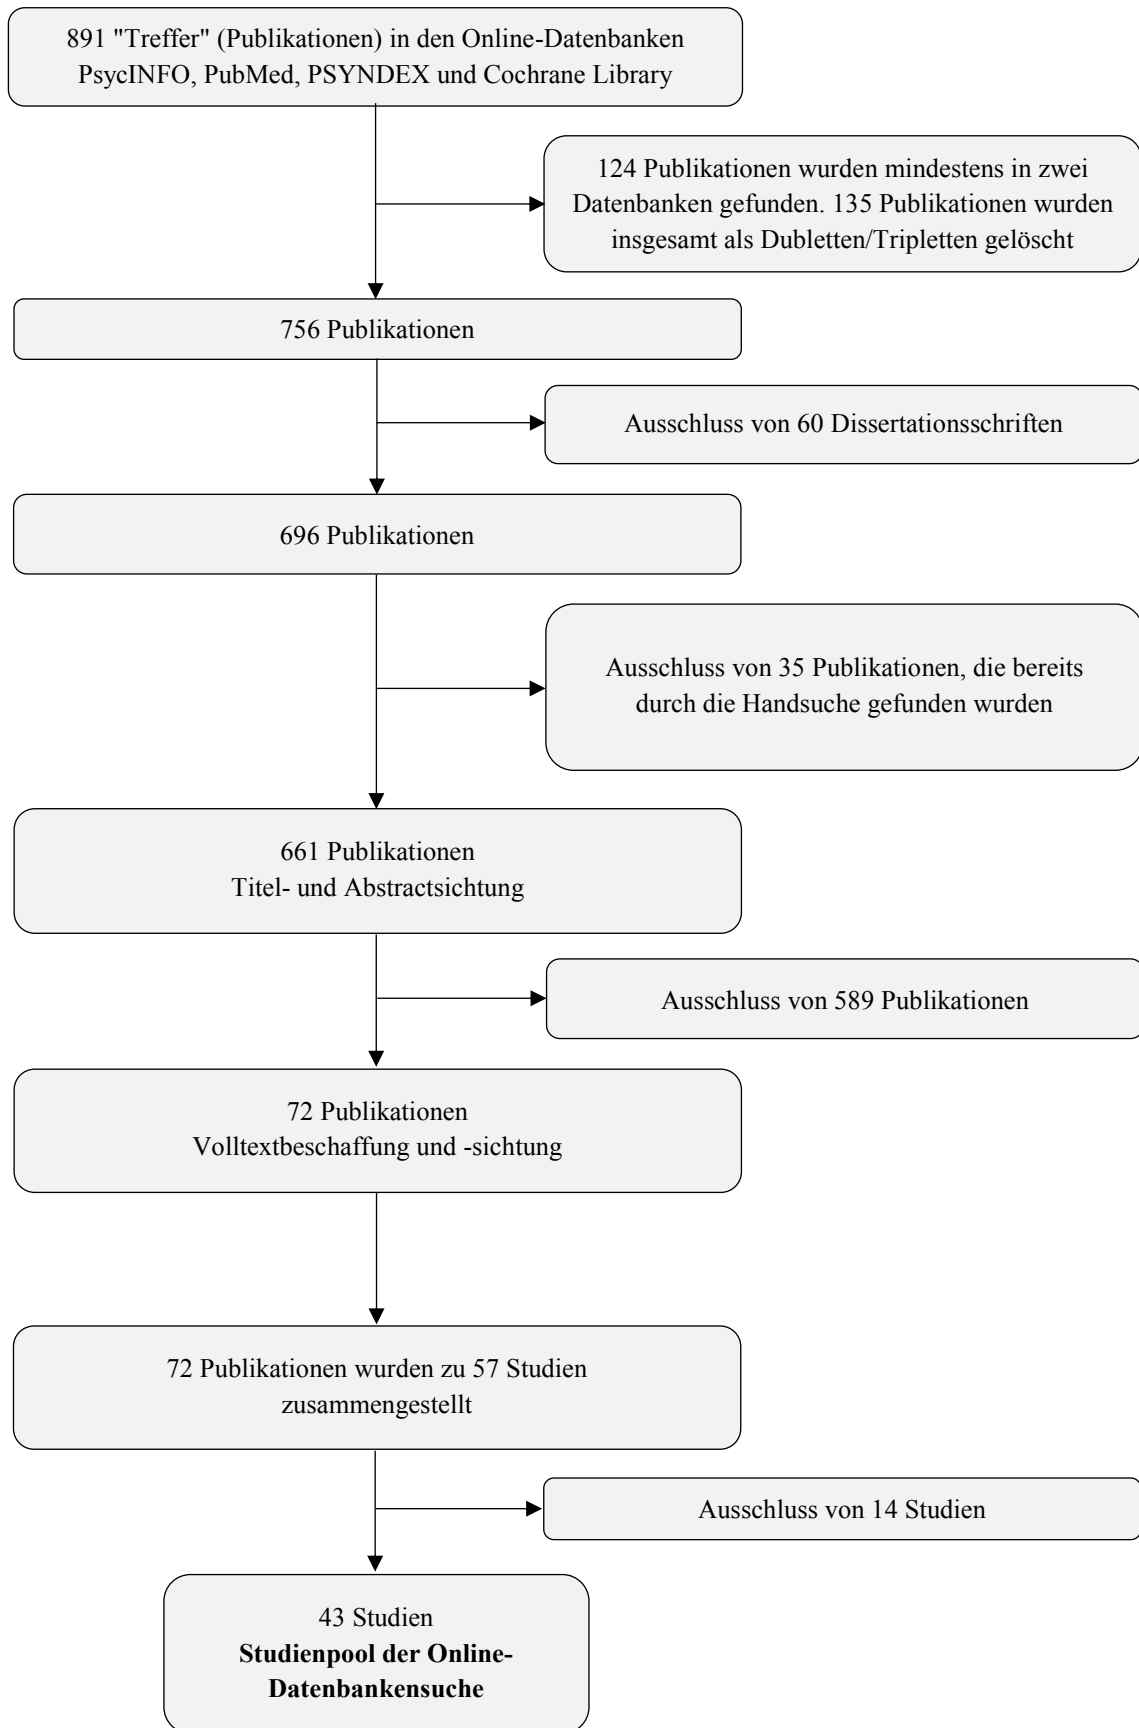 891 "Treffer" (Publikationen) in den Online-Datenbanken
PsycINFO, PubMed, PSYNDEX und Cochrane Library
124 Publikationen wurden mindestens in zwei
Datenbanken gefunden. 135 Publikationen wurden
insgesamt als Dubletten/Tripletten gelöscht
756 Publikationen
Ausschluss von 60 Dissertationsschriften
696 Publikationen
Ausschluss von 35 Publikationen, die bereits
durch die Handsuche gefunden wurden
661 Publikationen
Titel- und Abstractsichtung
Ausschluss von 589 Publikationen
72 Publikationen
Volltextbeschaffung und -sichtung
72 Publikationen wurden zu 57 Studien
zusammengestellt
Ausschluss von 14 Studien
43 Studien
Studienpool der Online-
Datenbankensuche